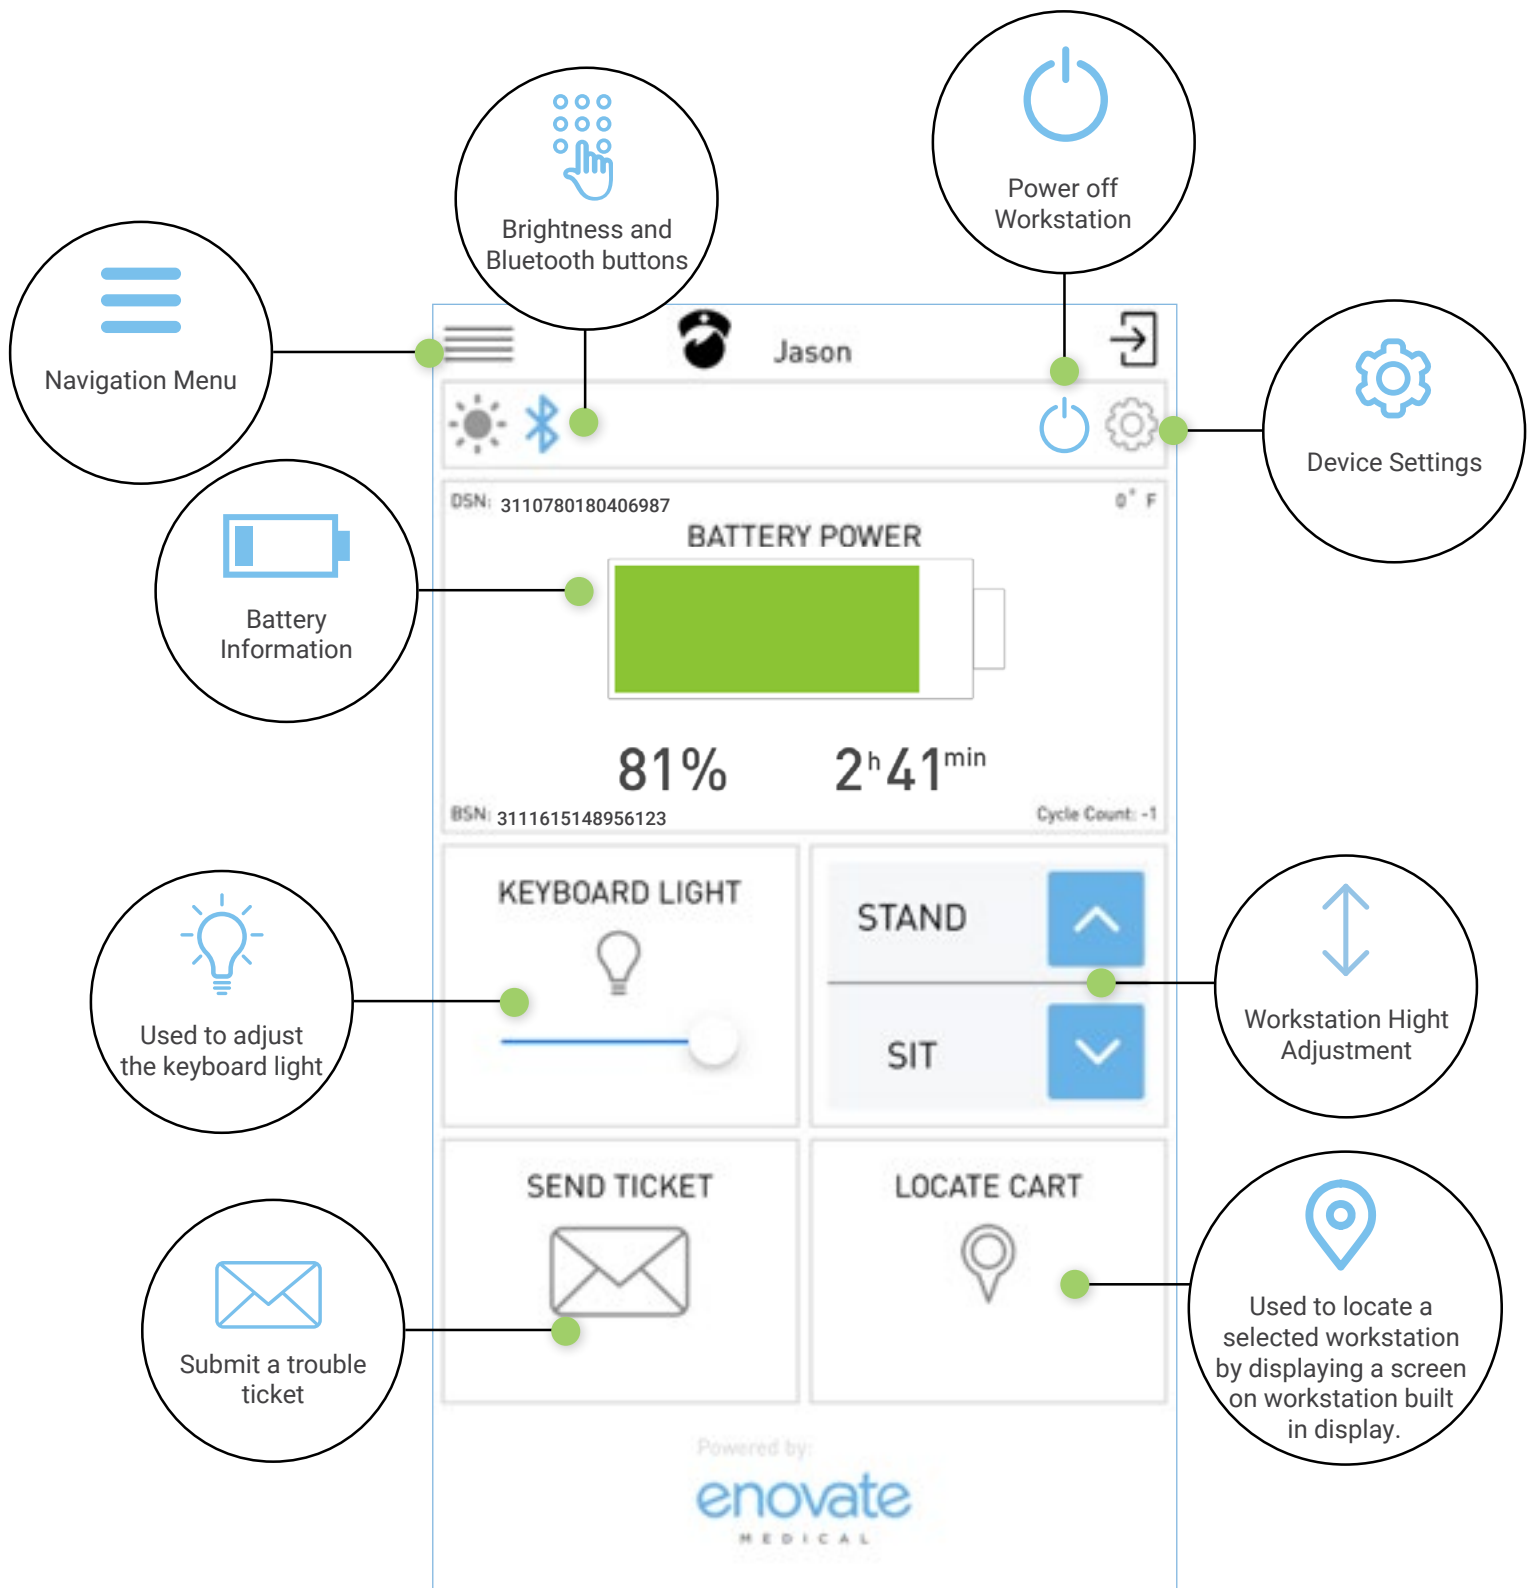 Power off
Workstation
Brightness and
Bluetooth buttons
Navigation Menu
Jason
Device Settings
DSN: 3110780180406987
0° F
BATTERY POWER
Battery
Information
81%
2h41min
BSN: 3111615148956123
Cycle Count: -1
KEYBOARD LIGHT
STAND
SIT
Used to adjust
the keyboard light
Workstation Hight
Adjustment
SEND TICKET
LOCATE CART
Submit a trouble
ticket
Used to locate a
selected workstation
by displaying a screen
on workstation built
in display.
Powered by:
enovate
MEDICAL